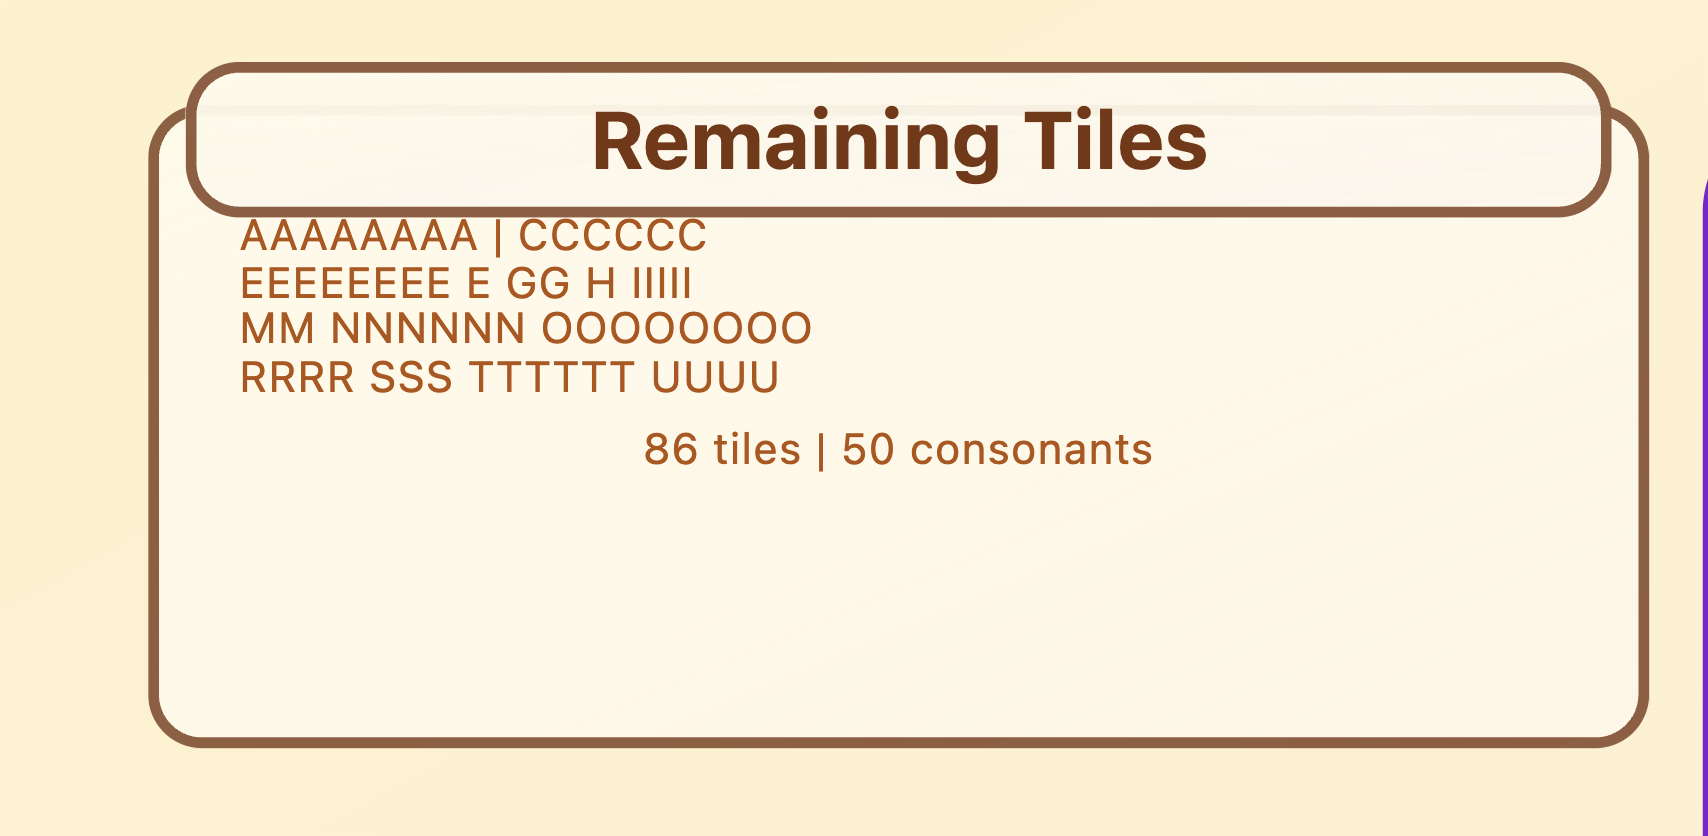 Remaining Tiles
AAAAAAAA | CCCCCC
EEEEEEEE E GG H IIIII
MM NNNNNN OOOOOOOO
RRRR SSS TTTTTT UUUU
86 tiles | 50 consonants